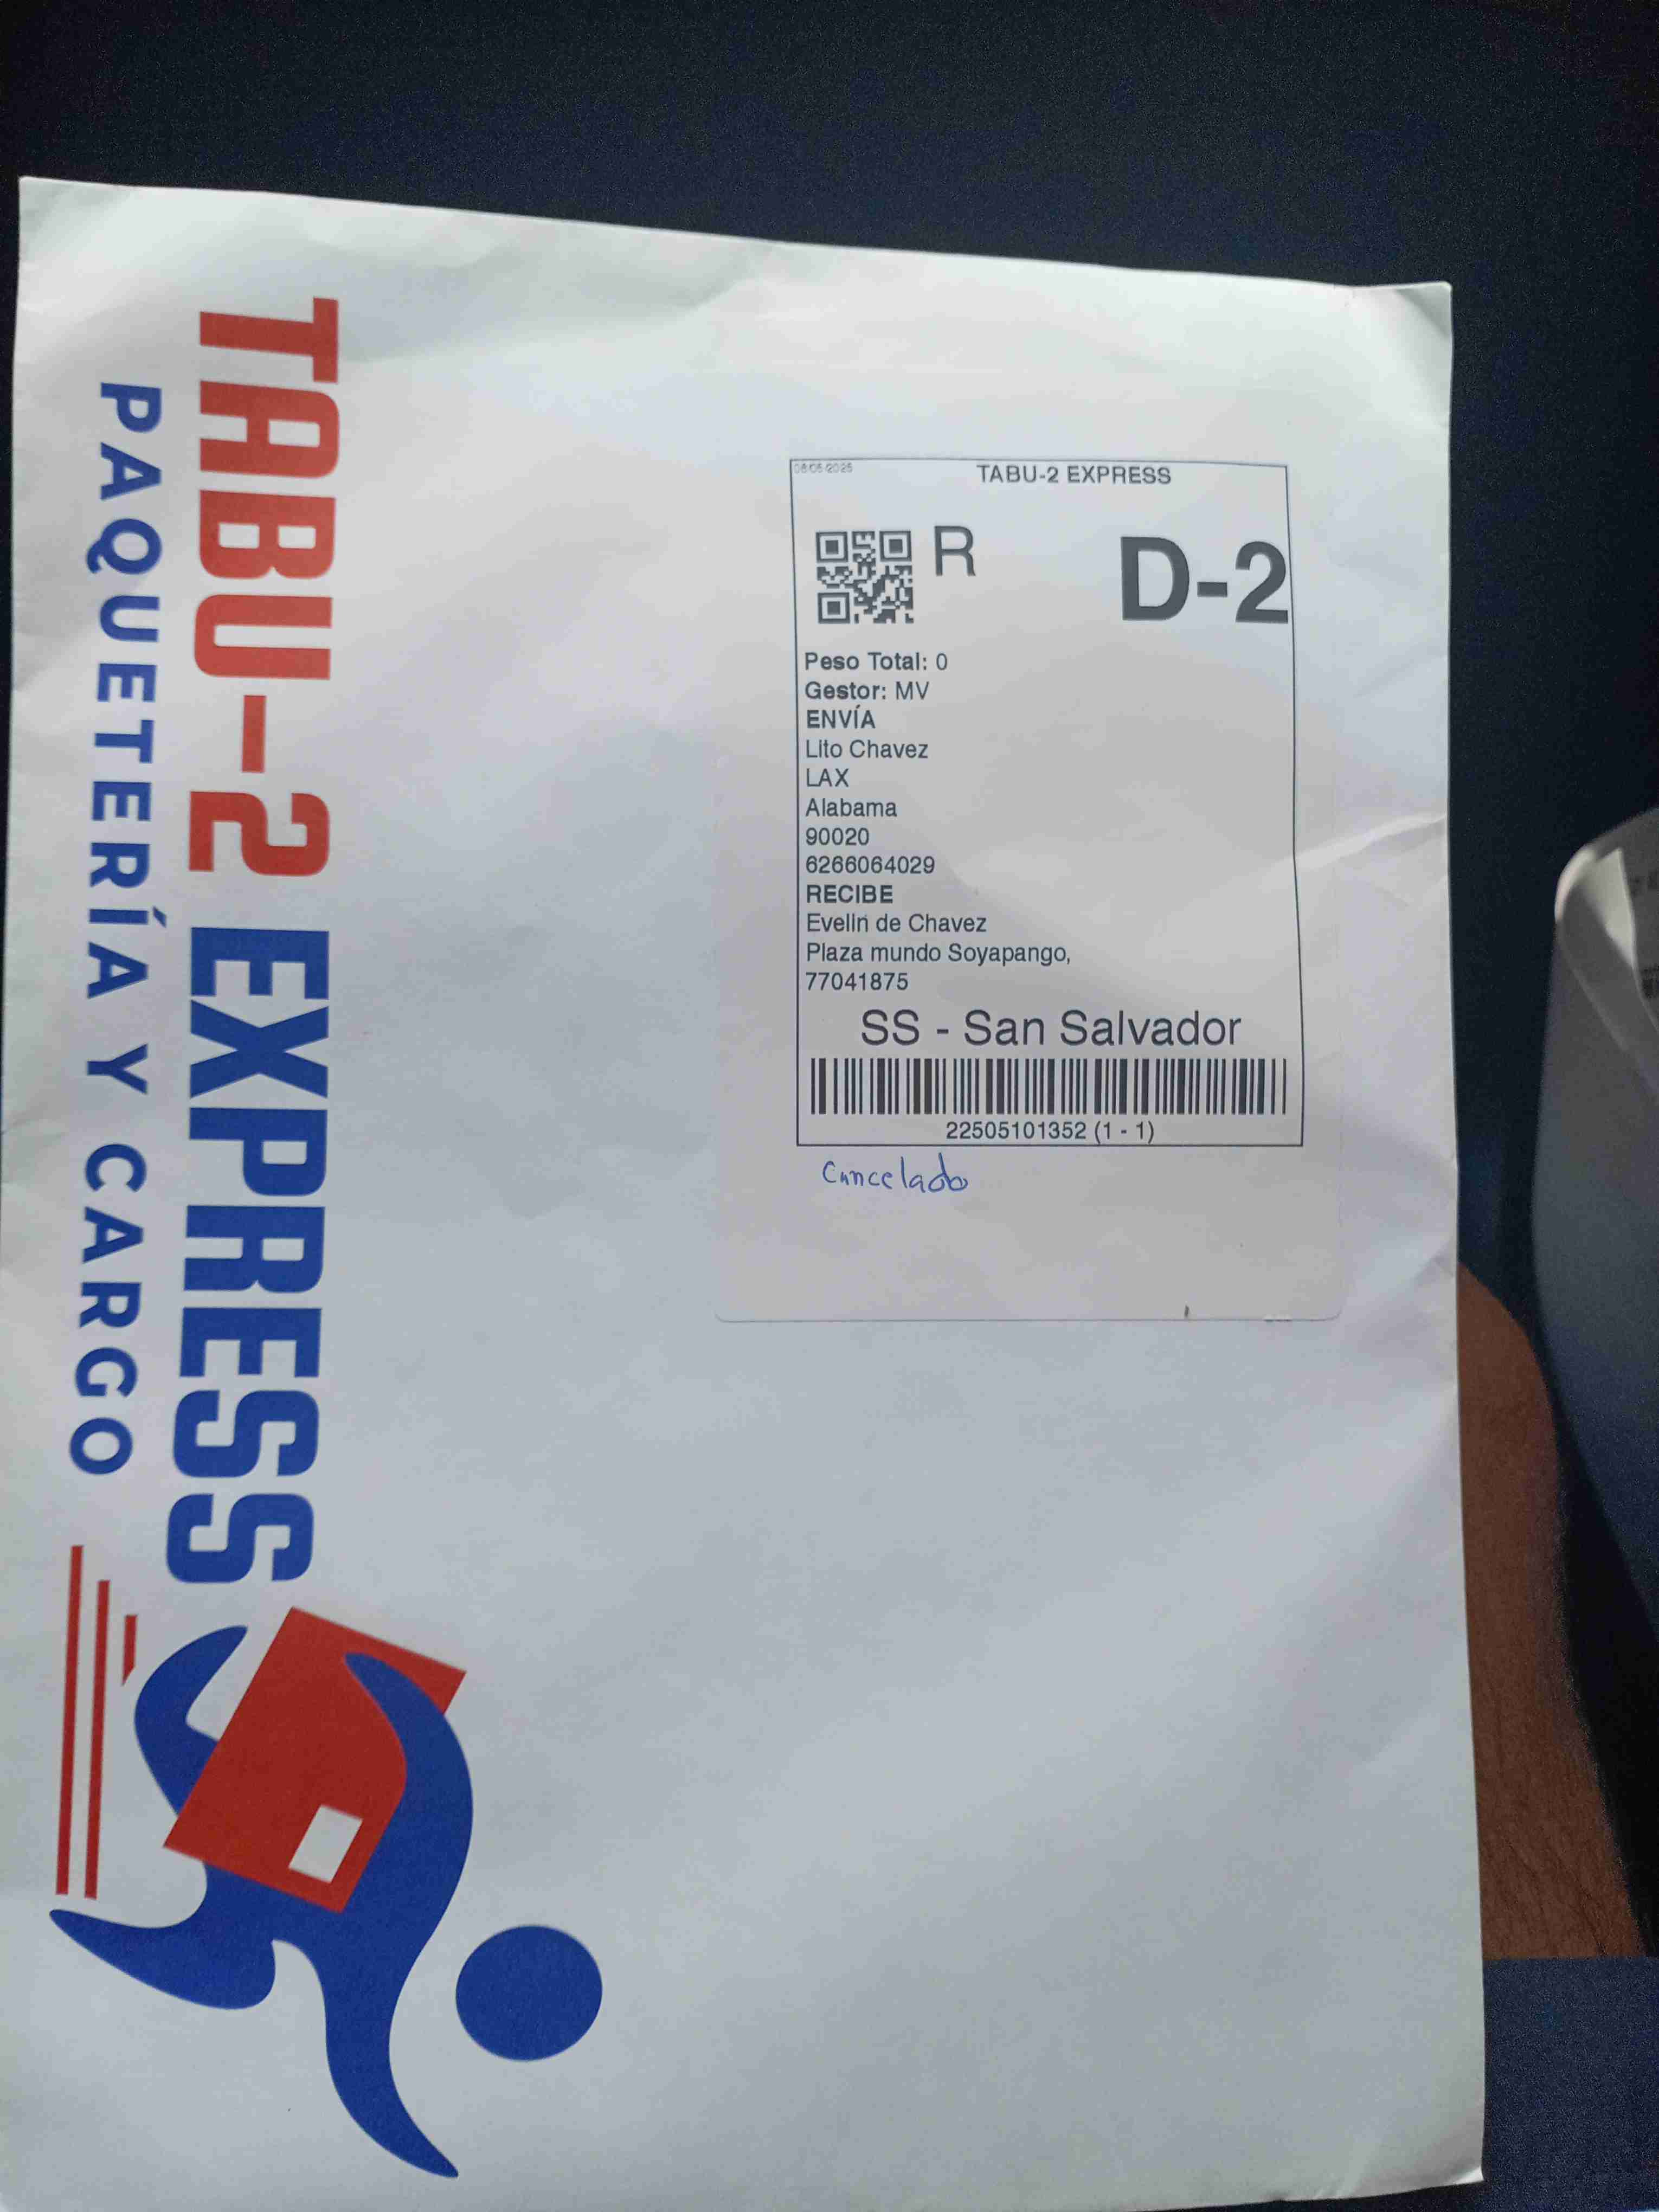 TABU-2 EXPRESS
PAQUETERÍA Y CARGO
TABU-2 EXPRESS
R
D-2
Peso Total: 0
Gestor: MV
ENVÍA
Lito Chavez
LAX
Alabama
90020
6266064029
RECIBE
Evelin de Chavez
Plaza mundo Soyapango,
77041875
SS - San Salvador
22505101352 (1 - 1)
Cancelado